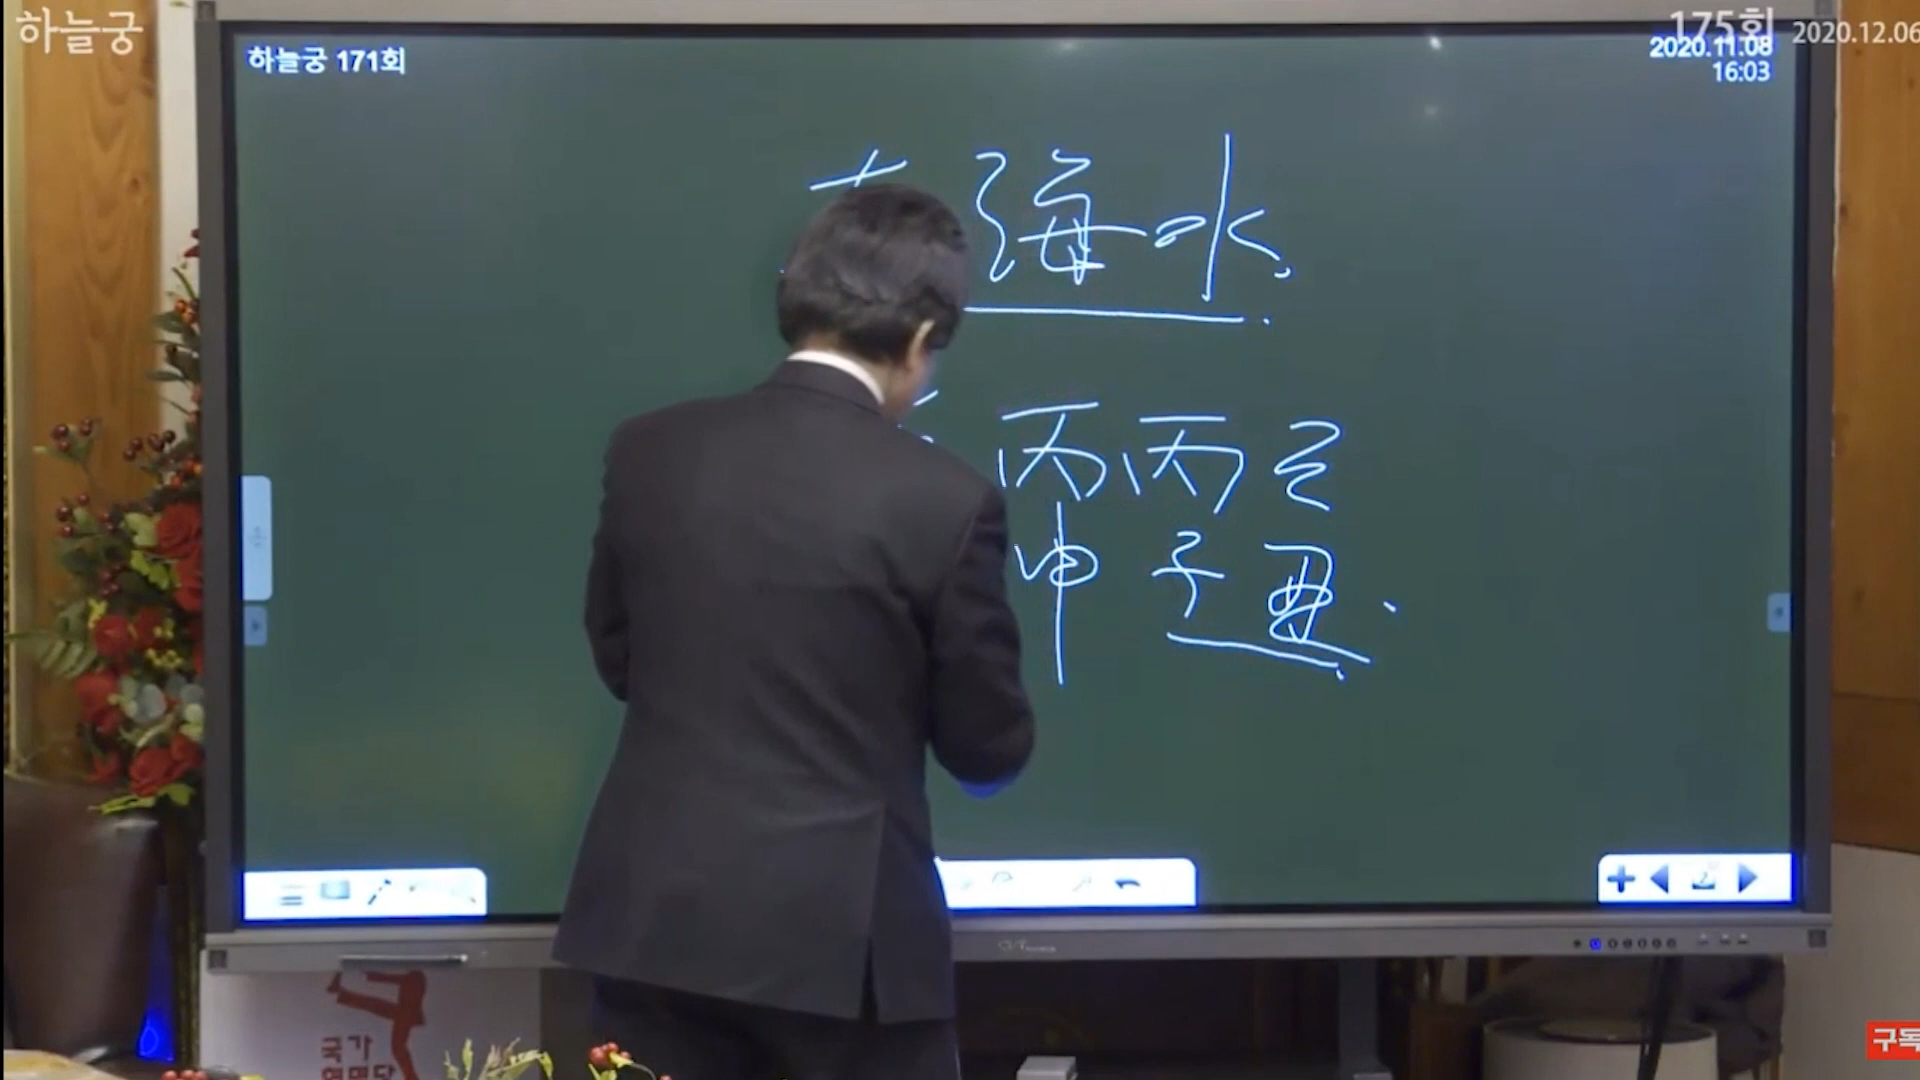 하늘궁
175회 2020.12.06
하늘궁 171회
2020.11.08
16:03
海水
丙丙己
申子丑
국가
구독